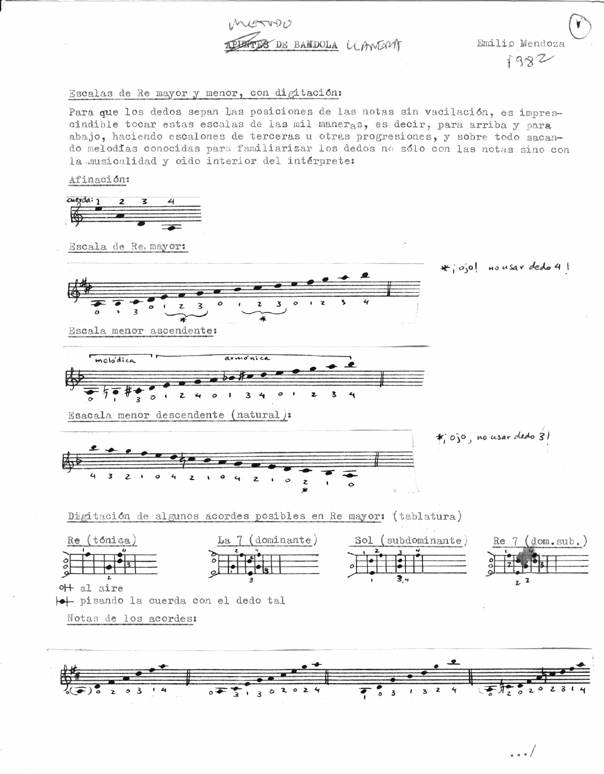 METODO
APUNTES DE BANDOLA LLANERA
Emilio Mendoza
1982
Escalas de Re mayor y menor, con digitación:
Para que los dedos sepan las posiciones de las notas sin vacilación, es impres-
cindible tocar estas escalas de las mil maneras, es decir, para arriba y para
abajo, haciendo escalones de terceras u otras progresiones, y sobre todo sacan-
do melodías conocidas para familiarizar los dedos no sólo con las notas sino con
la musicalidad y oido interior del intérprete:
Afinación:
cuerda: 1 2 3 4
Escala de Re mayor:
*¡ojo! no usar dedo 4!
0 1 3 0 1 2 3 0 1 2 3 0 1 2 3 4
* *
Escala menor ascendente:
melódica armónica
0 1 3 0 1 2 4 0 1 3 4 0 1 2 3 4
Esacala menor descendente (natural):
*¡ojo, no usar dedo 3!
4 3 2 1 0 4 2 1 0 4 2 1 0 2 1 0
*
Digitación de algunos acordes posibles en Re mayor: (tablatura)
Re (tónica) La 7 (dominante) Sol (subdominante) Re 7 (dom.sub.)
al aire
pisando la cuerda con el dedo tal
Notas de los acordes:
0 2 0 3 1 4 0 3 1 3 0 2 0 2 4 1 0 3 1 3 2 4 0 2 0 2 0 2 3 1 4
.../